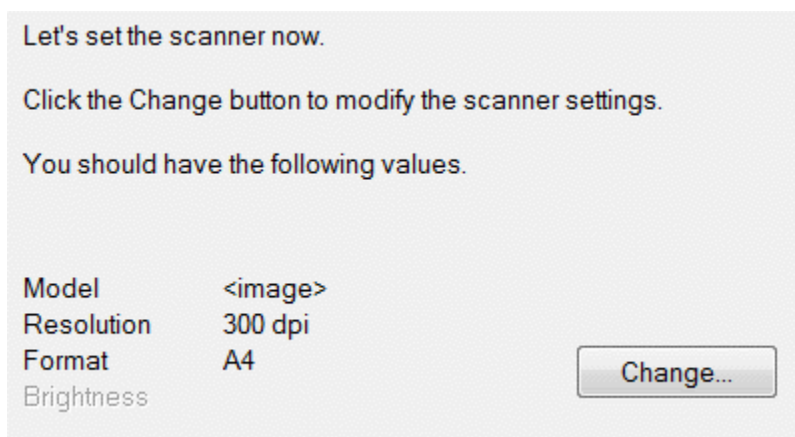 Let's set the scanner now.
Click the Change button to modify the scanner settings.
You should have the following values.
Model <image>
Resolution 300 dpi
Format A4
Change...
Brightness